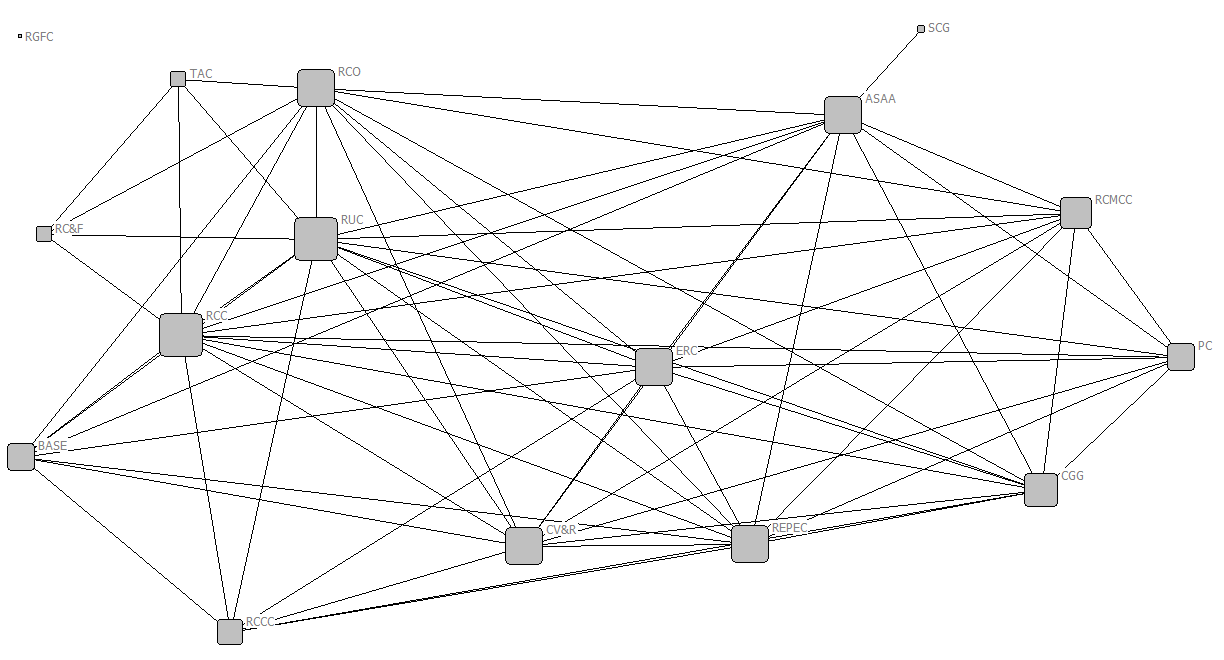 SCG
RGFC
RCO
TAC
ASAA
RCMCC
RUC
RC&F
RCC
PC
ERC
BASE
CGG
REPEC
CV&R
RCCC